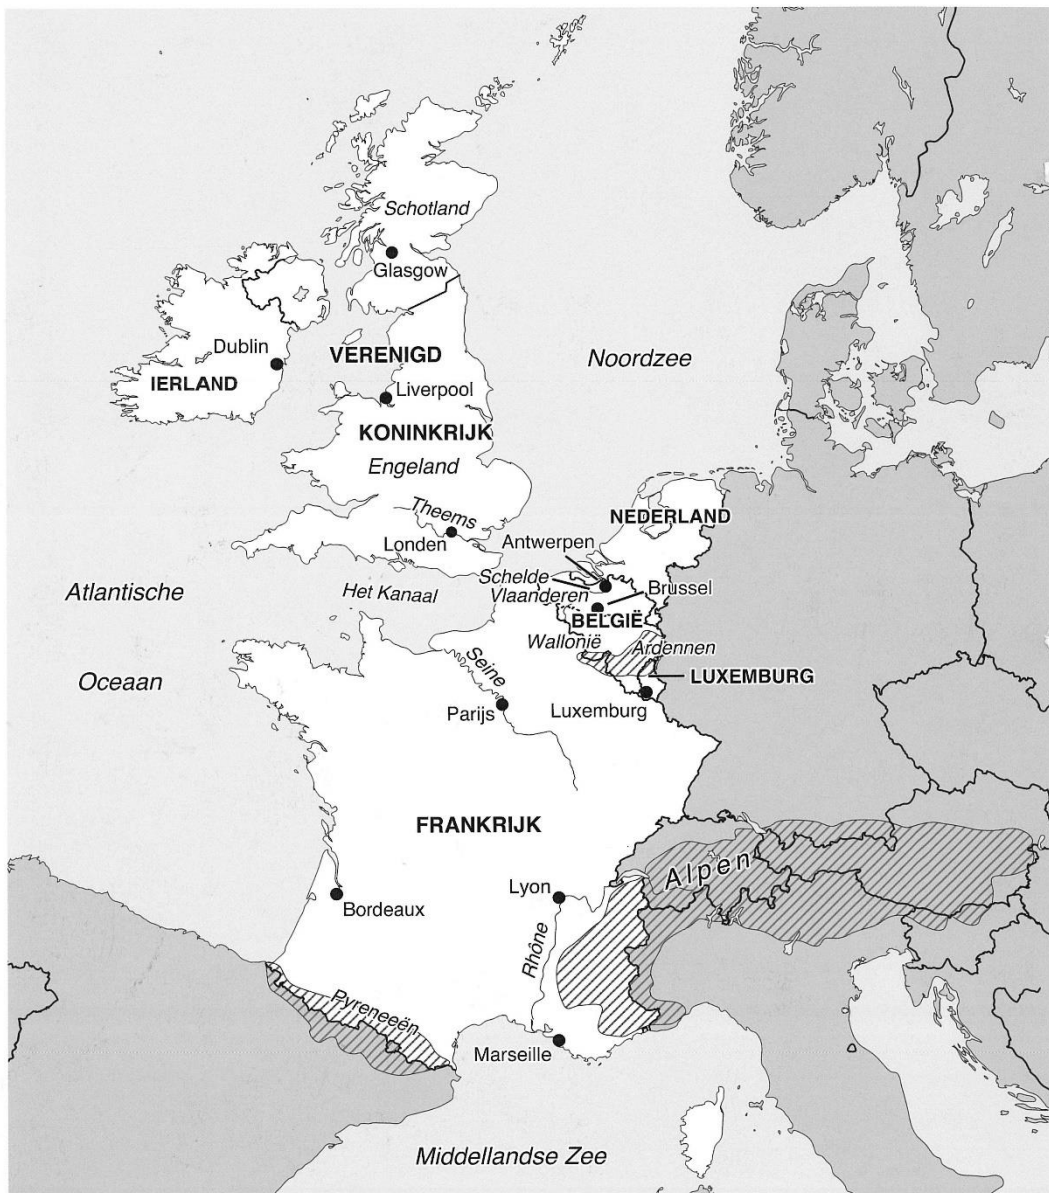 Schotland
Glasgow
Dublin
VERENIGD
Noordzee
IERLAND
Liverpool
KONINKRIJK
Engeland
Theems
NEDERLAND
Londen
Antwerpen
Schelde
Atlantische
Het Kanaal
Vlaanderen
Brussel
BELGIË
Wallonië
Ardennen
Seine
Oceaan
LUXEMBURG
Parijs
Luxemburg
FRANKRIJK
Alpen
Lyon
Bordeaux
Rhône
Pyreneeën
Marseille
Middellandse Zee